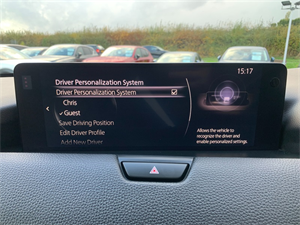 15:17
Driver Personalization System
Driver Personalization System
Chris
Guest
Save Driving Position
Edit Driver Profile
Add New Driver
Allows the vehicle to
recognize the driver and
enable personalized settings.